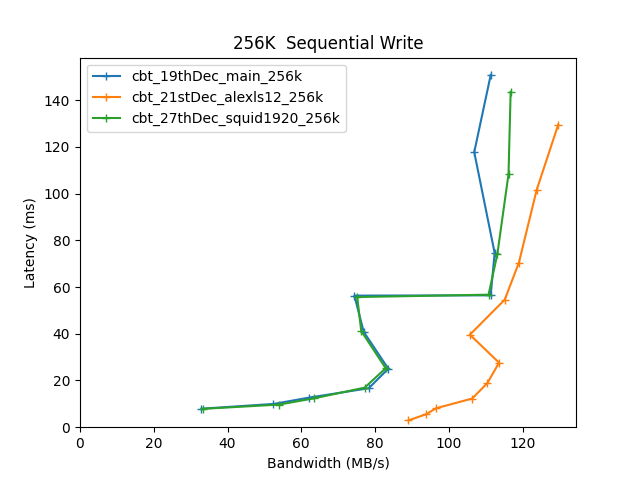 256K  Sequential Write
cbt_19thDec_main_256k
cbt_21stDec_alexls12_256k
cbt_27thDec_squid1920_256k
140
120
100
80
60
40
20
0
Latency (ms)
0 20 40 60 80 100 120
Bandwidth (MB/s)